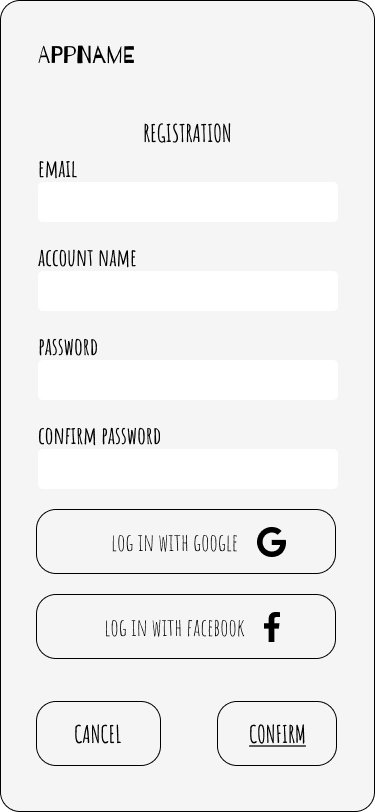 APPNAME
REGISTRATION
EMAIL
ACCOUNT NAME
PASSWORD
CONFIRM PASSWORD
LOG IN WITH GOOGLE G
LOG IN WITH FACEBOOK f
CANCEL
CONFIRM